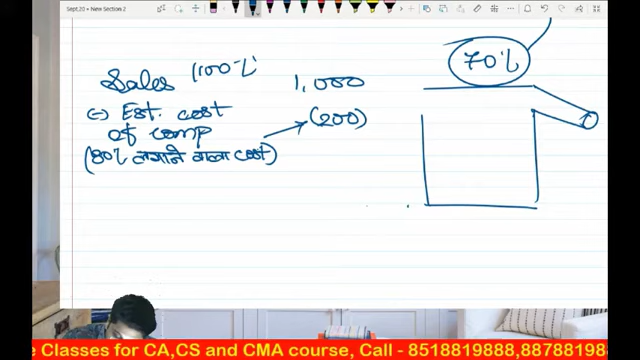 Sept.20 + New Section 2
70%
Sales (100%)
1,000
(-) Est. cost
of comp
(200)
(80% लगाने वाला cost)
e Classes for CA,CS and CMA course, Call - 8518819888,8878819